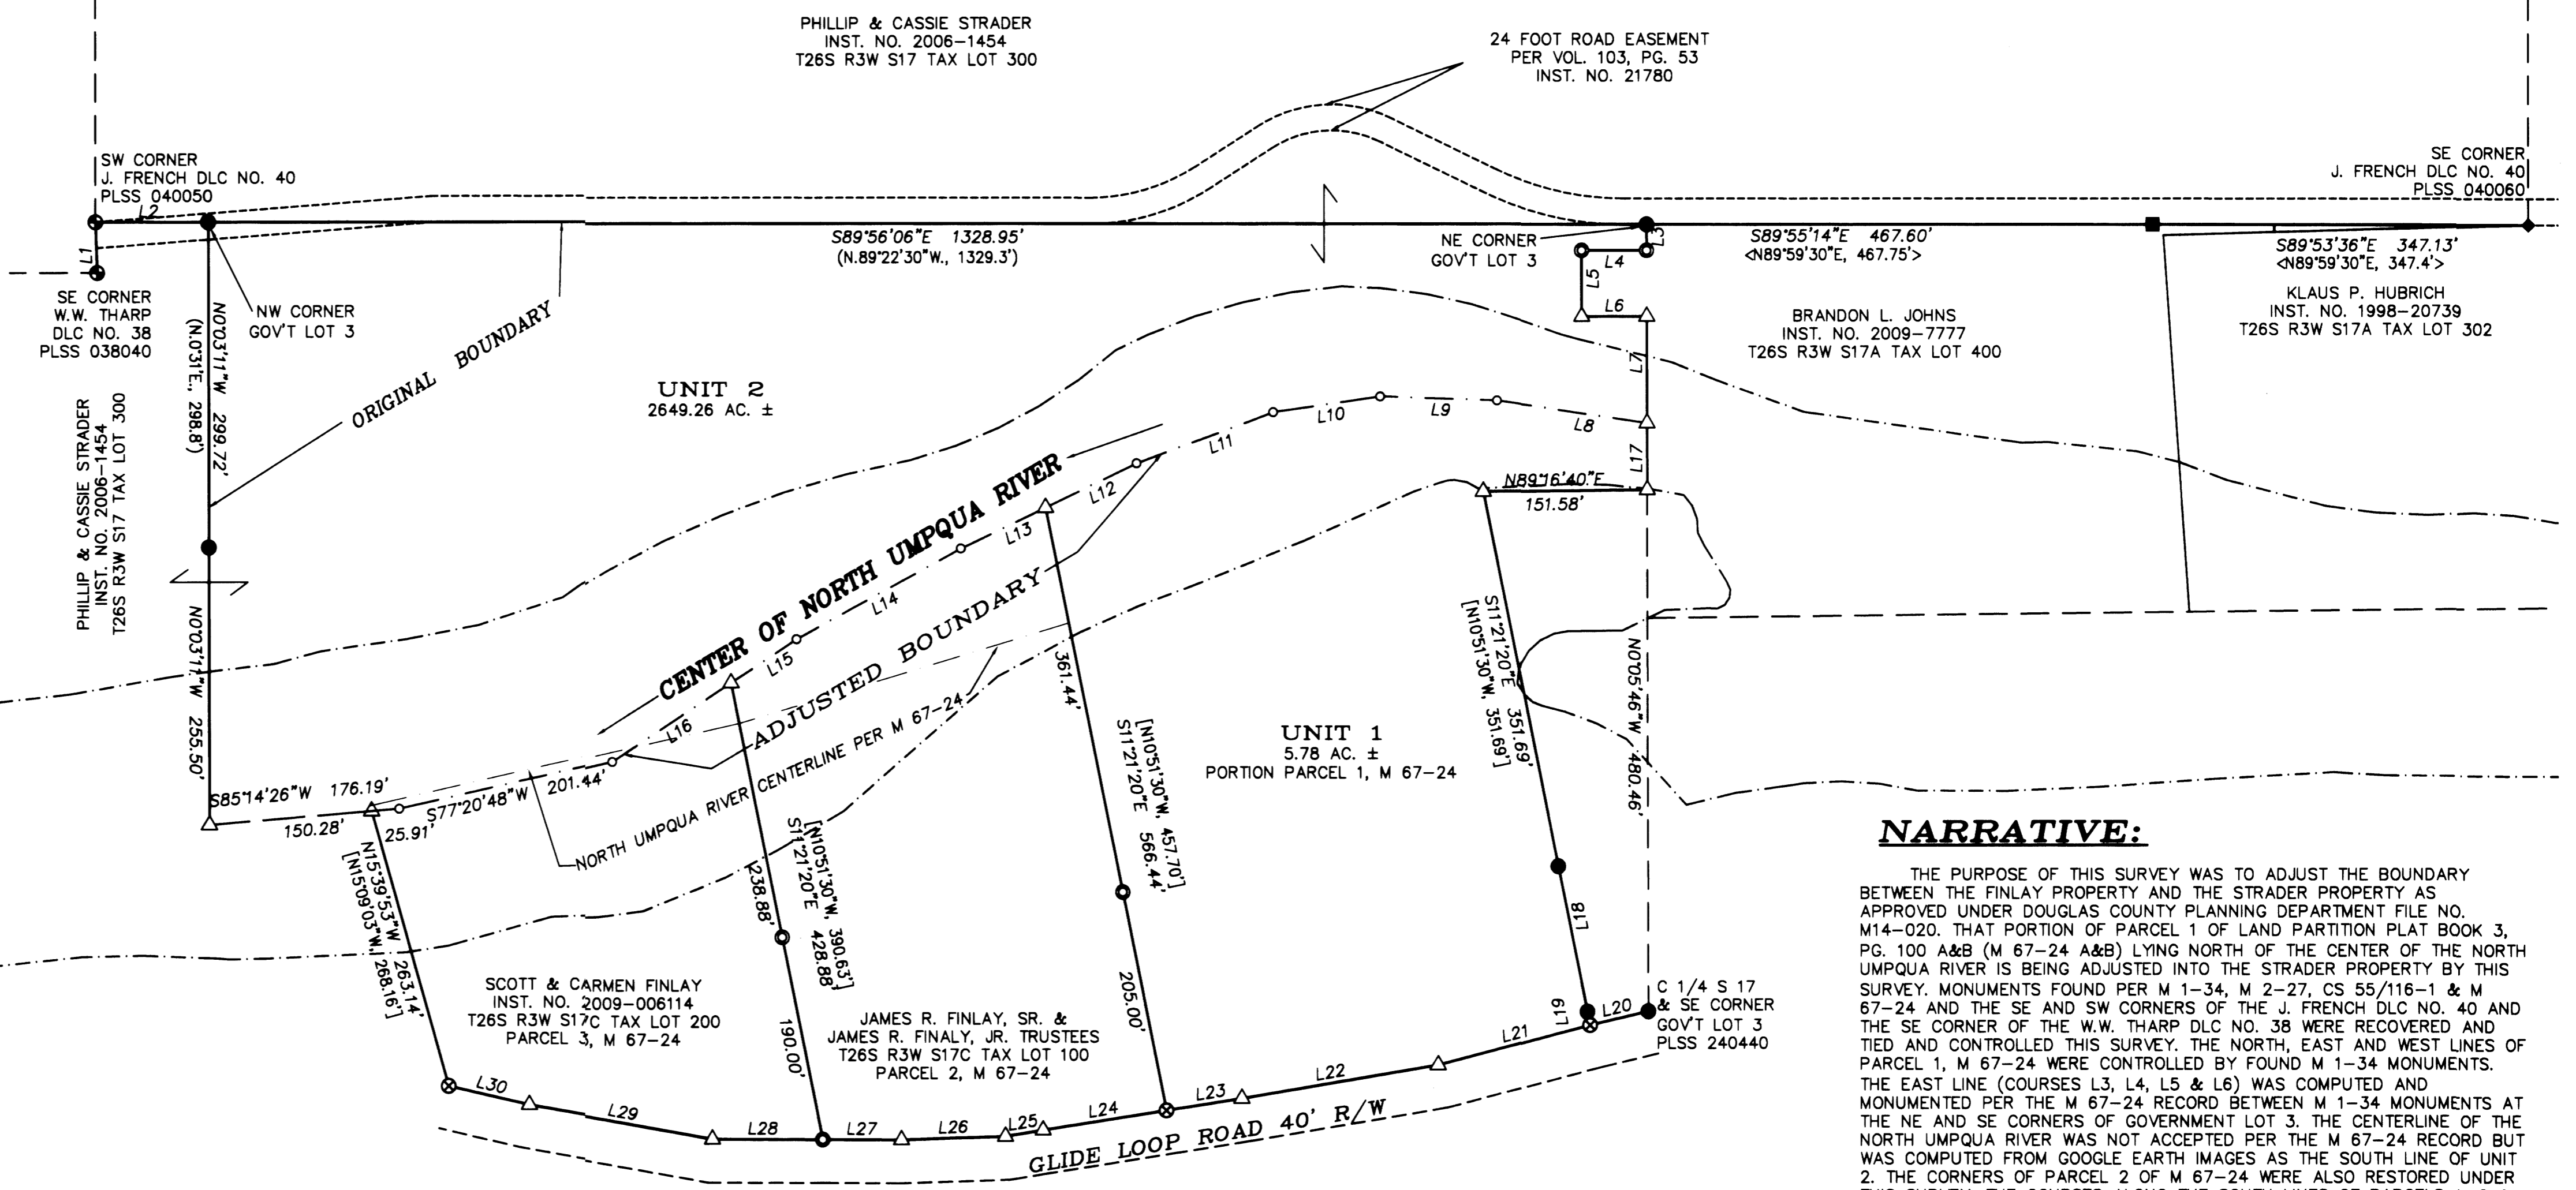 PHILLIP & CASSIE STRADER
INST. NO. 2006-1454
T26S R3W S17 TAX LOT 300
24 FOOT ROAD EASEMENT
PER VOL. 103, PG. 53
INST. NO. 21780
SW CORNER
J. FRENCH DLC NO. 40
PLSS 040050
SE CORNER
J. FRENCH DLC NO. 40
PLSS 040060
L2
L1
S89°56'06"E 1328.95'
(N.89°22'30"W., 1329.3')
NE CORNER
GOV'T LOT 3
L3
L4
L5
L6
S89°55'14"E 467.60'
<N89°59'30"E, 467.75'>
S89°53'36"E 347.13'
<N89°59'30"E, 347.4'>
SE CORNER
W.W. THARP
DLC NO. 38
PLSS 038040
NW CORNER
GOV'T LOT 3
N0°03'11"W 299.72'
(N.0°31'E., 298.8')
ORIGINAL BOUNDARY
KLAUS P. HUBRICH
INST. NO. 1998-20739
T26S R3W S17A TAX LOT 302
BRANDON L. JOHNS
INST. NO. 2009-7777
T26S R3W S17A TAX LOT 400
PHILLIP & CASSIE STRADER
INST. NO. 2006-1454
T26S R3W S17 TAX LOT 300
UNIT 2
2649.26 AC. ±
L7
L8
L9
L10
L11
L12
L13
L14
L15
L16
L17
CENTER OF NORTH UMPQUA RIVER
ADJUSTED BOUNDARY
NORTH UMPQUA RIVER CENTERLINE PER M 67-24
N89°16'40"E
151.58'
N0°03'11"W 255.50'
S85°14'26"W 176.19'
150.28'
25.91'
S77°20'48"W 201.44'
N15°39'53"W 263.14'
[N15°09'03"W, 268.16']
238.88'
[N10°51'30"W, 390.63']
S11°21'20"E 428.88'
190.00'
361.44'
[N10°51'30"W, 457.70']
S11°21'20"E 566.44'
205.00'
UNIT 1
5.78 AC. ±
PORTION PARCEL 1, M 67-24
S11°21'20"E 351.69'
[N10°51'30"W, 351.69']
N0°05'46"W 480.46'
L18
L19
L20
C 1/4 S 17
& SE CORNER
GOV'T LOT 3
PLSS 240440
SCOTT & CARMEN FINLAY
INST. NO. 2009-006114
T26S R3W S17C TAX LOT 200
PARCEL 3, M 67-24
JAMES R. FINLAY, SR. &
JAMES R. FINALY, JR. TRUSTEES
T26S R3W S17C TAX LOT 100
PARCEL 2, M 67-24
L30
L29
L28
L27
L26
L25
L24
L23
L22
L21
GLIDE LOOP ROAD 40' R/W
NARRATIVE:
THE PURPOSE OF THIS SURVEY WAS TO ADJUST THE BOUNDARY
BETWEEN THE FINLAY PROPERTY AND THE STRADER PROPERTY AS
APPROVED UNDER DOUGLAS COUNTY PLANNING DEPARTMENT FILE NO.
M14-020. THAT PORTION OF PARCEL 1 OF LAND PARTITION PLAT BOOK 3,
PG. 100 A&B (M 67-24 A&B) LYING NORTH OF THE CENTER OF THE NORTH
UMPQUA RIVER IS BEING ADJUSTED INTO THE STRADER PROPERTY BY THIS
SURVEY. MONUMENTS FOUND PER M 1-34, M 2-27, CS 55/116-1 & M
67-24 AND THE SE AND SW CORNERS OF THE J. FRENCH DLC NO. 40 AND
THE SE CORNER OF THE W.W. THARP DLC NO. 38 WERE RECOVERED AND
TIED AND CONTROLLED THIS SURVEY. THE NORTH, EAST AND WEST LINES OF
PARCEL 1, M 67-24 WERE CONTROLLED BY FOUND M 1-34 MONUMENTS.
THE EAST LINE (COURSES L3, L4, L5 & L6) WAS COMPUTED AND
MONUMENTED PER THE M 67-24 RECORD BETWEEN M 1-34 MONUMENTS AT
THE NE AND SE CORNERS OF GOVERNMENT LOT 3. THE CENTERLINE OF THE
NORTH UMPQUA RIVER WAS NOT ACCEPTED PER THE M 67-24 RECORD BUT
WAS COMPUTED FROM GOOGLE EARTH IMAGES AS THE SOUTH LINE OF UNIT
2. THE CORNERS OF PARCEL 2 OF M 67-24 WERE ALSO RESTORED UNDER